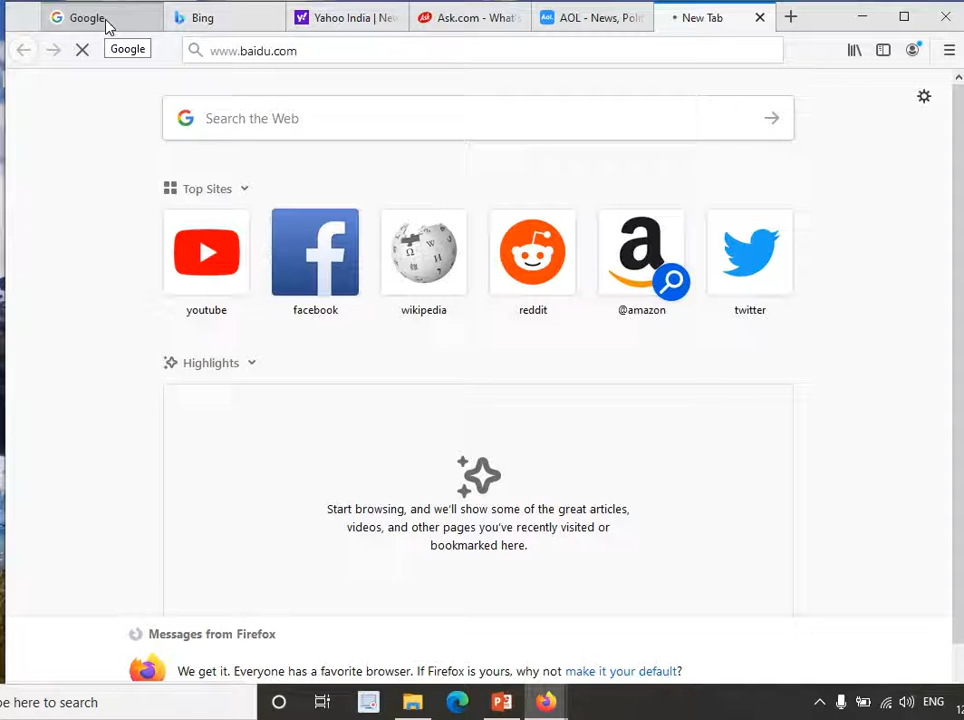 Google
Bing
Yahoo India | Nev
Ask.com - What's
AOL - News, Poli
New Tab
Google
www.baidu.com
Search the Web
Top Sites
youtube
facebook
wikipedia
reddit
@amazon
twitter
Highlights
Start browsing, and we'll show some of the great articles,
videos, and other pages you've recently visited or
bookmarked here.
Messages from Firefox
We get it. Everyone has a favorite browser. If Firefox is yours, why not make it your default?
pe here to search
ENG